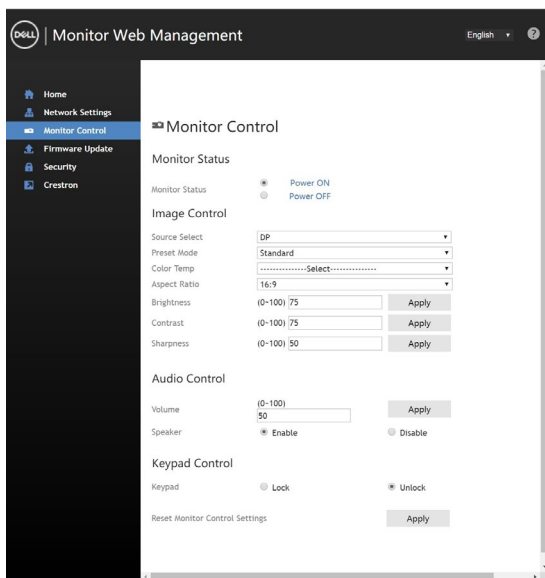 DELL | Monitor Web Management
English
?
Home
Network Settings
Monitor Control
Firmware Update
Security
Crestron
Monitor Control
Monitor Status
Monitor Status Power ON
Power OFF
Image Control
Source Select DP
Preset Mode Standard
Color Temp ---------------Select---------------
Aspect Ratio 16:9
Brightness (0~100) 75 Apply
Contrast (0~100) 75 Apply
Sharpness (0~100) 50 Apply
Audio Control
(0~100)
Volume 50 Apply
Speaker Enable Disable
Keypad Control
Keypad Lock Unlock
Reset Monitor Control Settings Apply